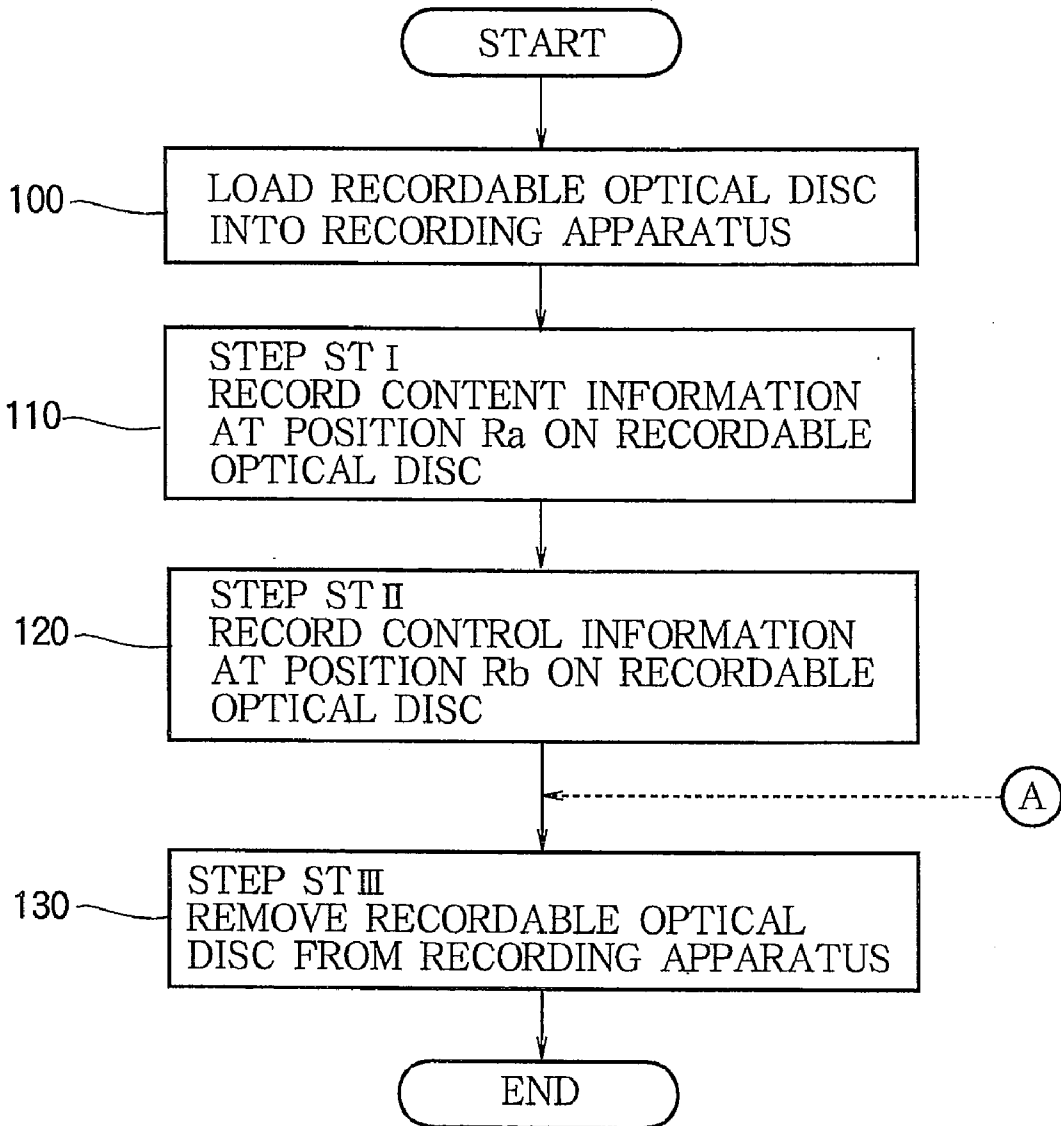 START
100
LOAD RECORDABLE OPTICAL DISC
INTO RECORDING APPARATUS
110
STEP ST I
RECORD CONTENT INFORMATION
AT POSITION Ra ON RECORDABLE
OPTICAL DISC
120
STEP ST II
RECORD CONTROL INFORMATION
AT POSITION Rb ON RECORDABLE
OPTICAL DISC
A
130
STEP ST III
REMOVE RECORDABLE OPTICAL
DISC FROM RECORDING APPARATUS
END